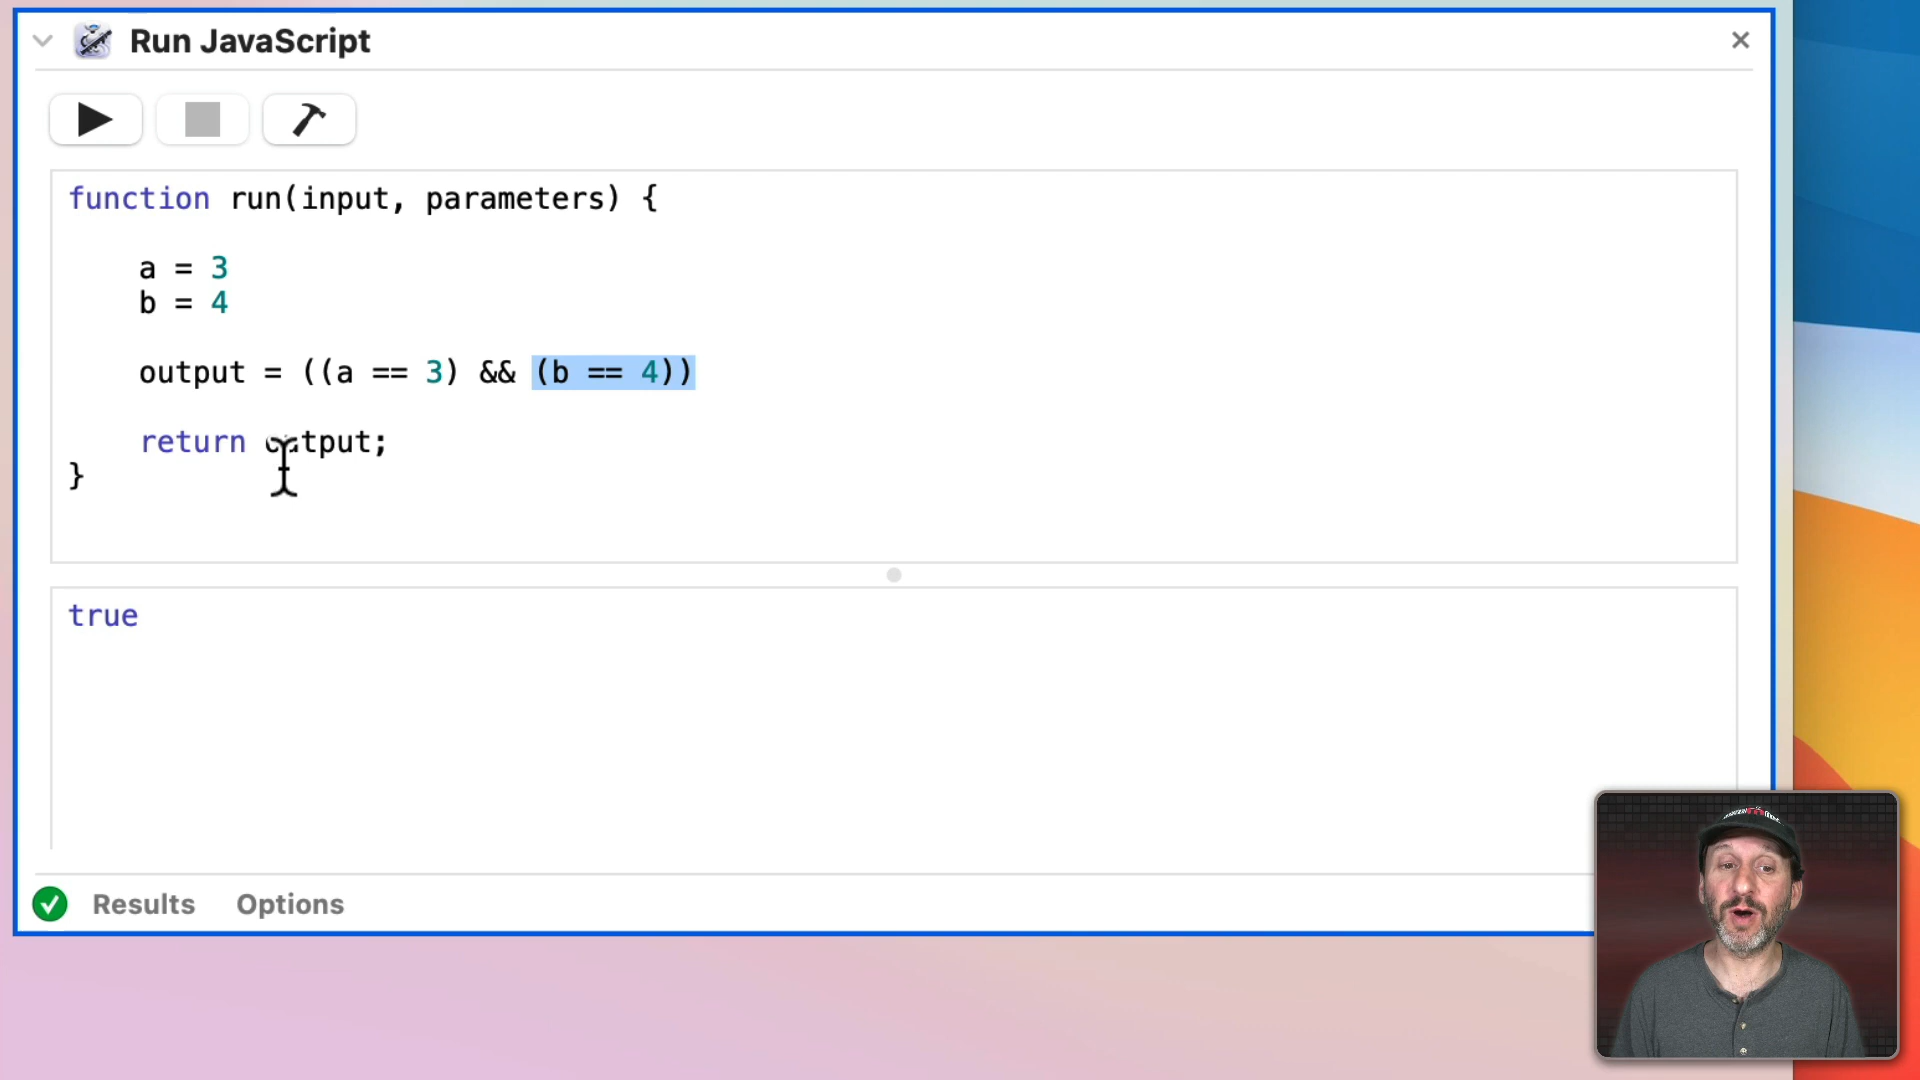 Run JavaScript
function run(input, parameters) {
a = 3
b = 4
output = ((a == 3) && (b == 4))
return output;
}
true
Results Options